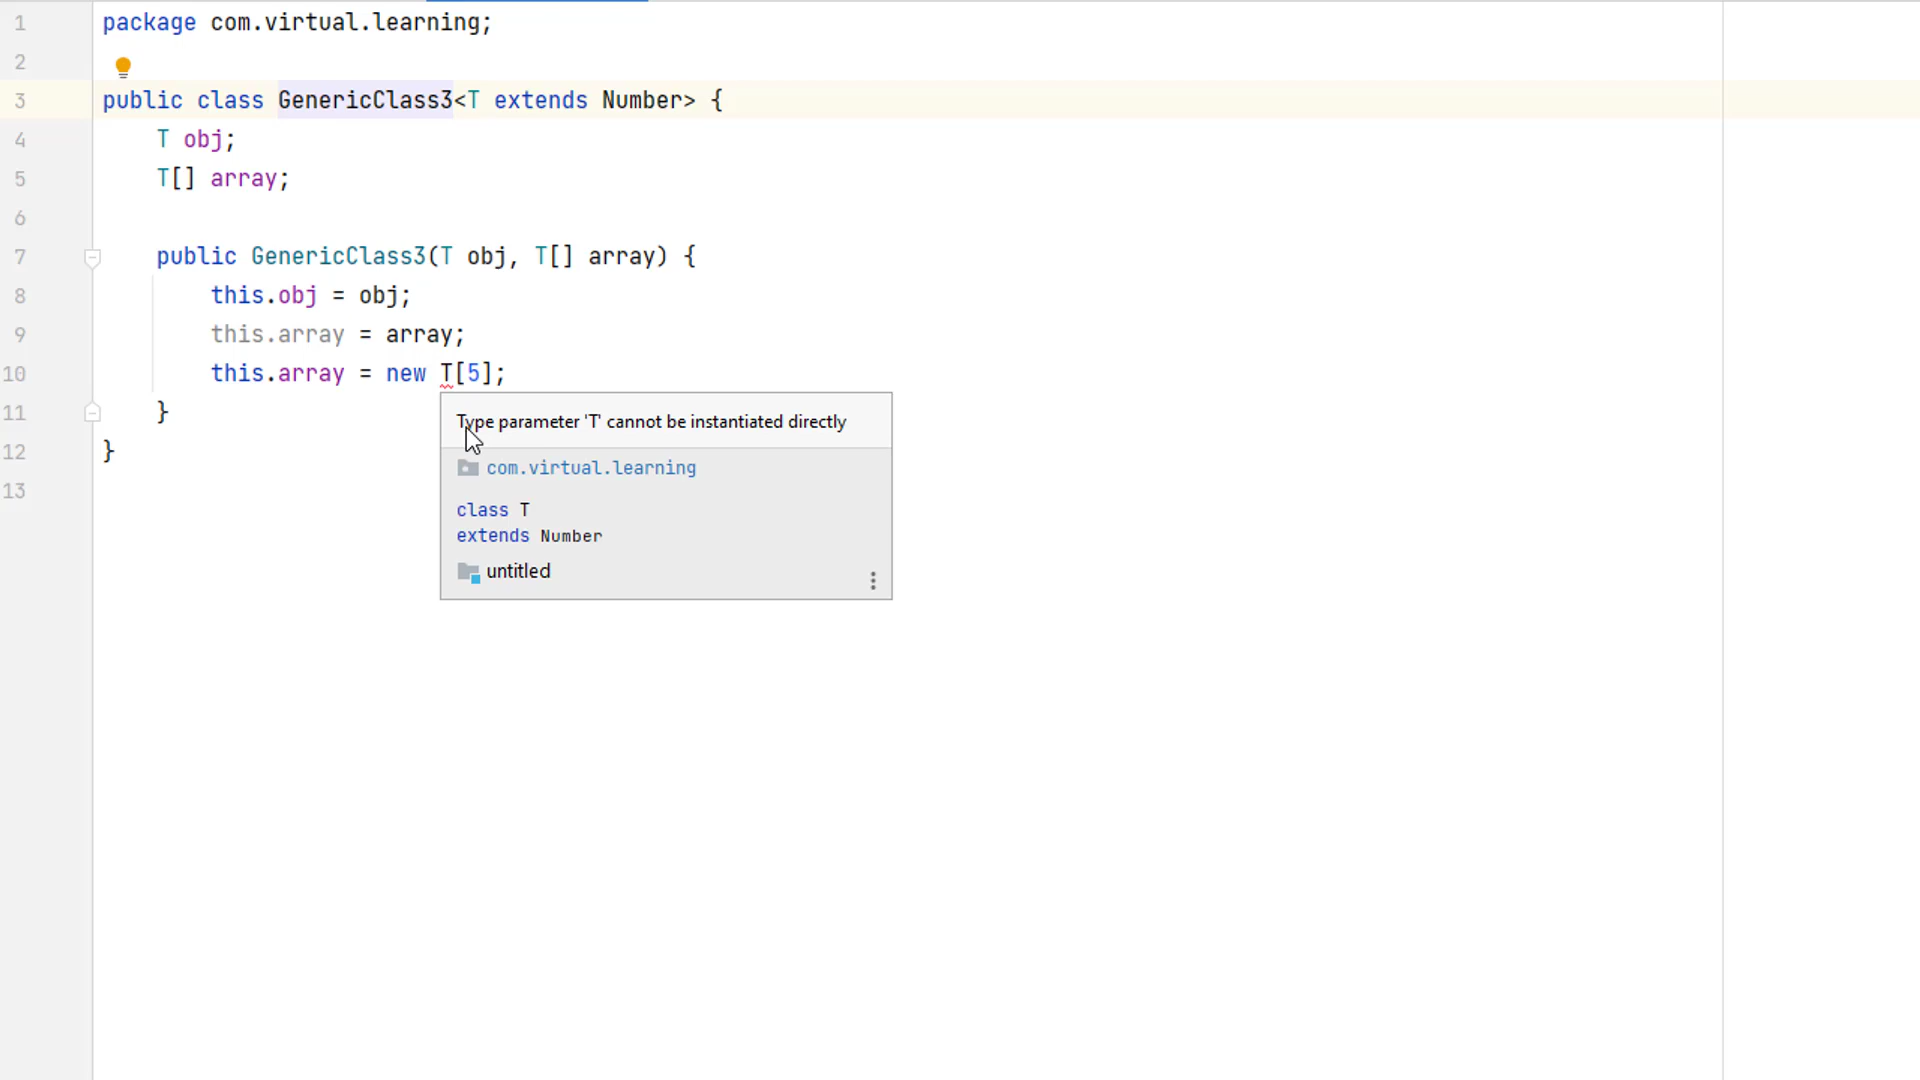 1 package com.virtual.learning;
2
3 public class GenericClass3<T extends Number> {
4 T obj;
5 T[] array;
6
7 public GenericClass3(T obj, T[] array) {
8 this.obj = obj;
9 this.array = array;
10 this.array = new T[5];
11 }
12 }
13
Type parameter 'T' cannot be instantiated directly
com.virtual.learning
class T
extends Number
untitled